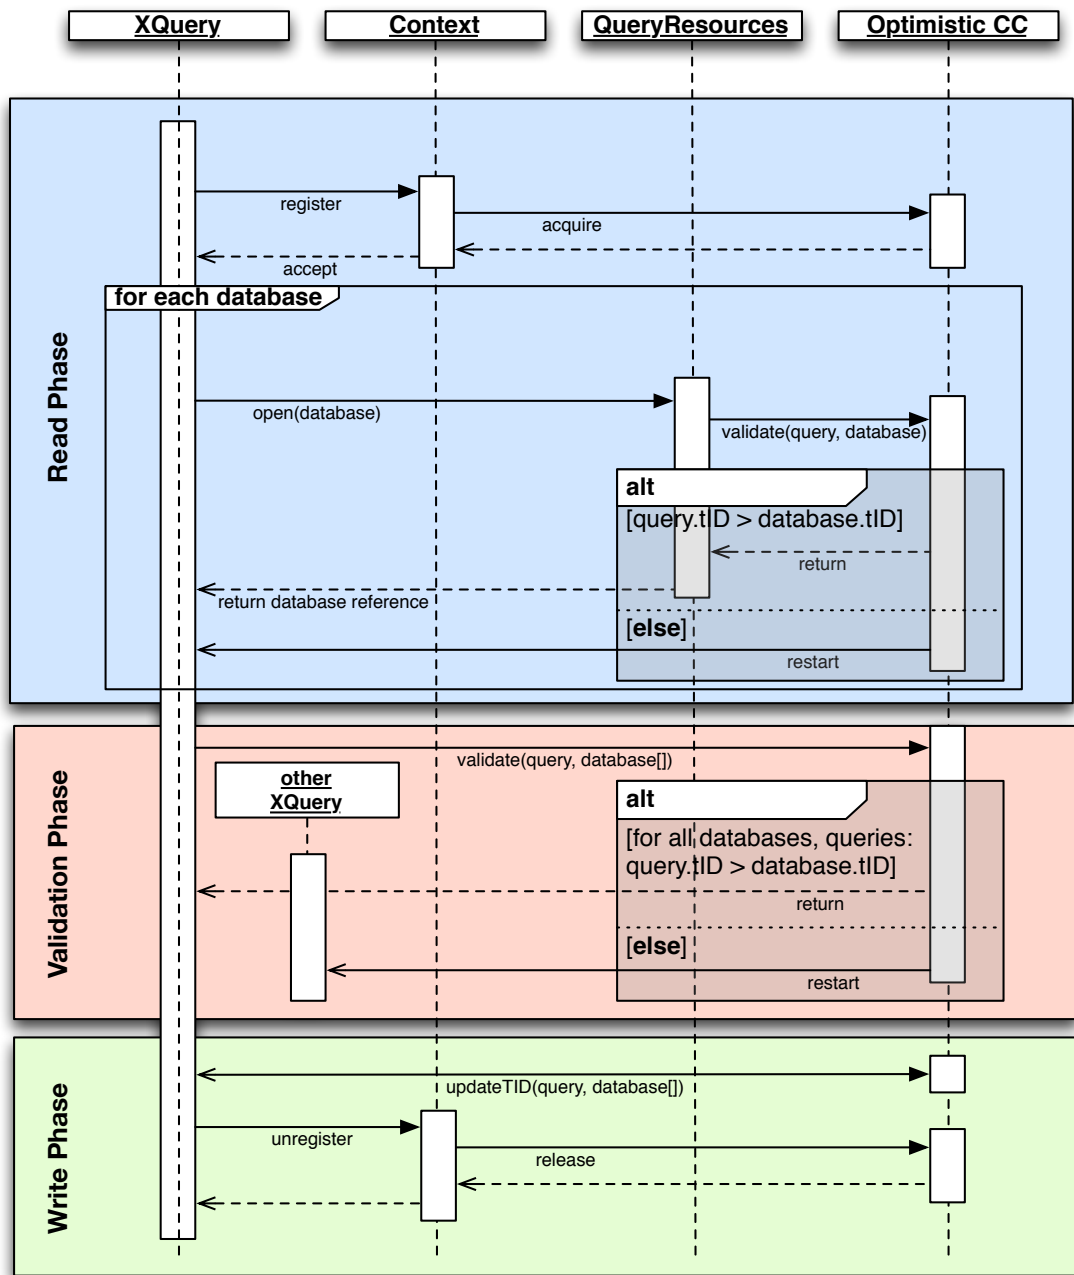 XQuery
Context
QueryResources
Optimistic CC
Read Phase
register
acquire
accept
for each database
open(database)
validate(query, database)
alt
[query.tID > database.tID]
return
return database reference
[else]
restart
Validation Phase
validate(query, database[])
other
XQuery
alt
[for all databases, queries:
query.tID > database.tID]
return
[else]
restart
Write Phase
updateTID(query, database[])
unregister
release